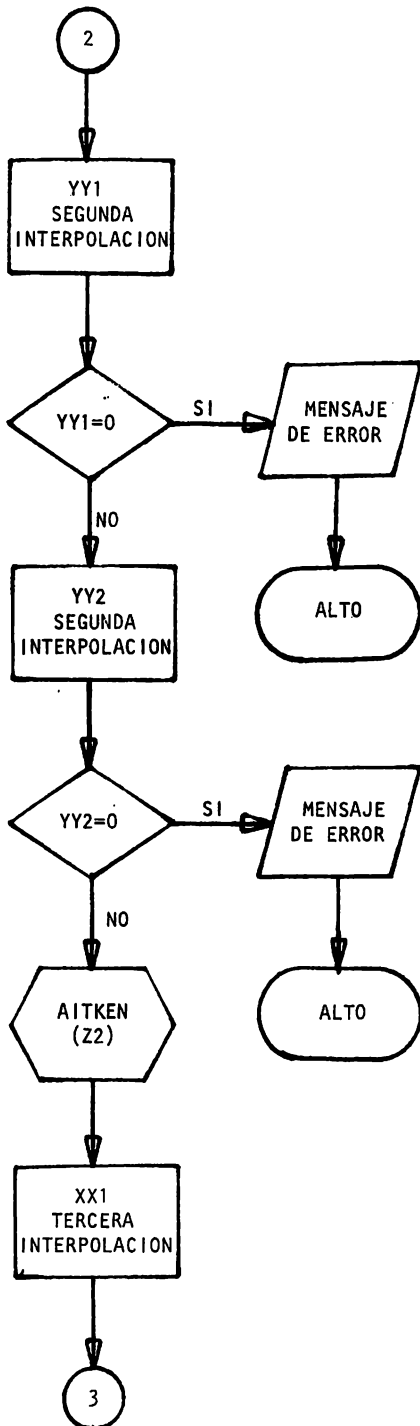 2
YY1
SEGUNDA
INTERPOLACION
YY1=0
SI
MENSAJE
DE ERROR
NO
ALTO
YY2
SEGUNDA
INTERPOLACION
YY2=0
SI
MENSAJE
DE ERROR
NO
AITKEN
(Z2)
ALTO
XX1
TERCERA
INTERPOLACION
3